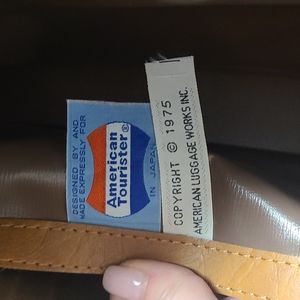 DESIGNED BY AND
MADE EXPRESSLY FOR
American
Tourister®
IN JAPAN
COPYRIGHT © 1975
AMERICAN LUGGAGE WORKS INC.